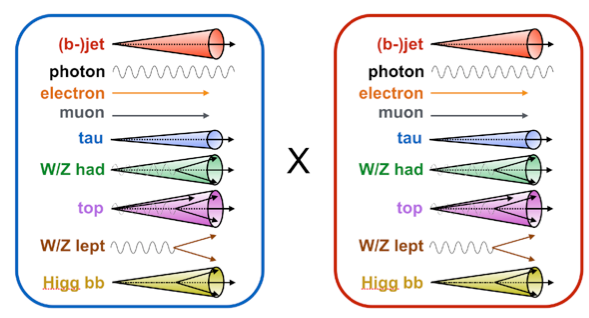 (b-)jet
photon
electron
muon
tau
W/Z had
top
W/Z lept
Higg bb
X
(b-)jet
photon
electron
muon
tau
W/Z had
top
W/Z lept
Higg bb